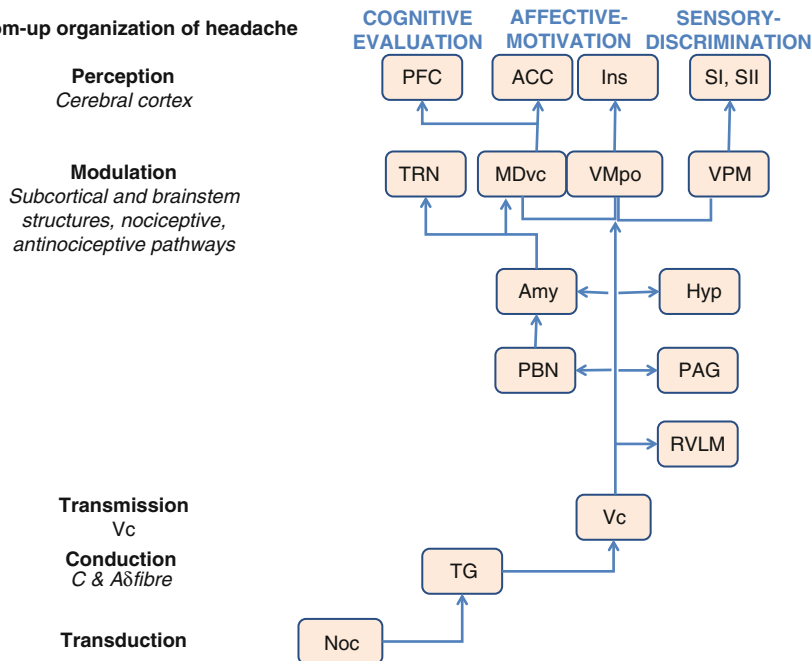 om-up organization of headache
COGNITIVE EVALUATION
AFFECTIVE-MOTIVATION
SENSORY-DISCRIMINATION
Perception
Cerebral cortex
PFC
ACC
Ins
SI, SII
Modulation
Subcortical and brainstem
structures, nociceptive,
antinociceptive pathways
TRN
MDvc
VMpo
VPM
Amy
Hyp
PBN
PAG
RVLM
Transmission
Vc
Vc
Conduction
C & Aδfibre
TG
Transduction
Noc